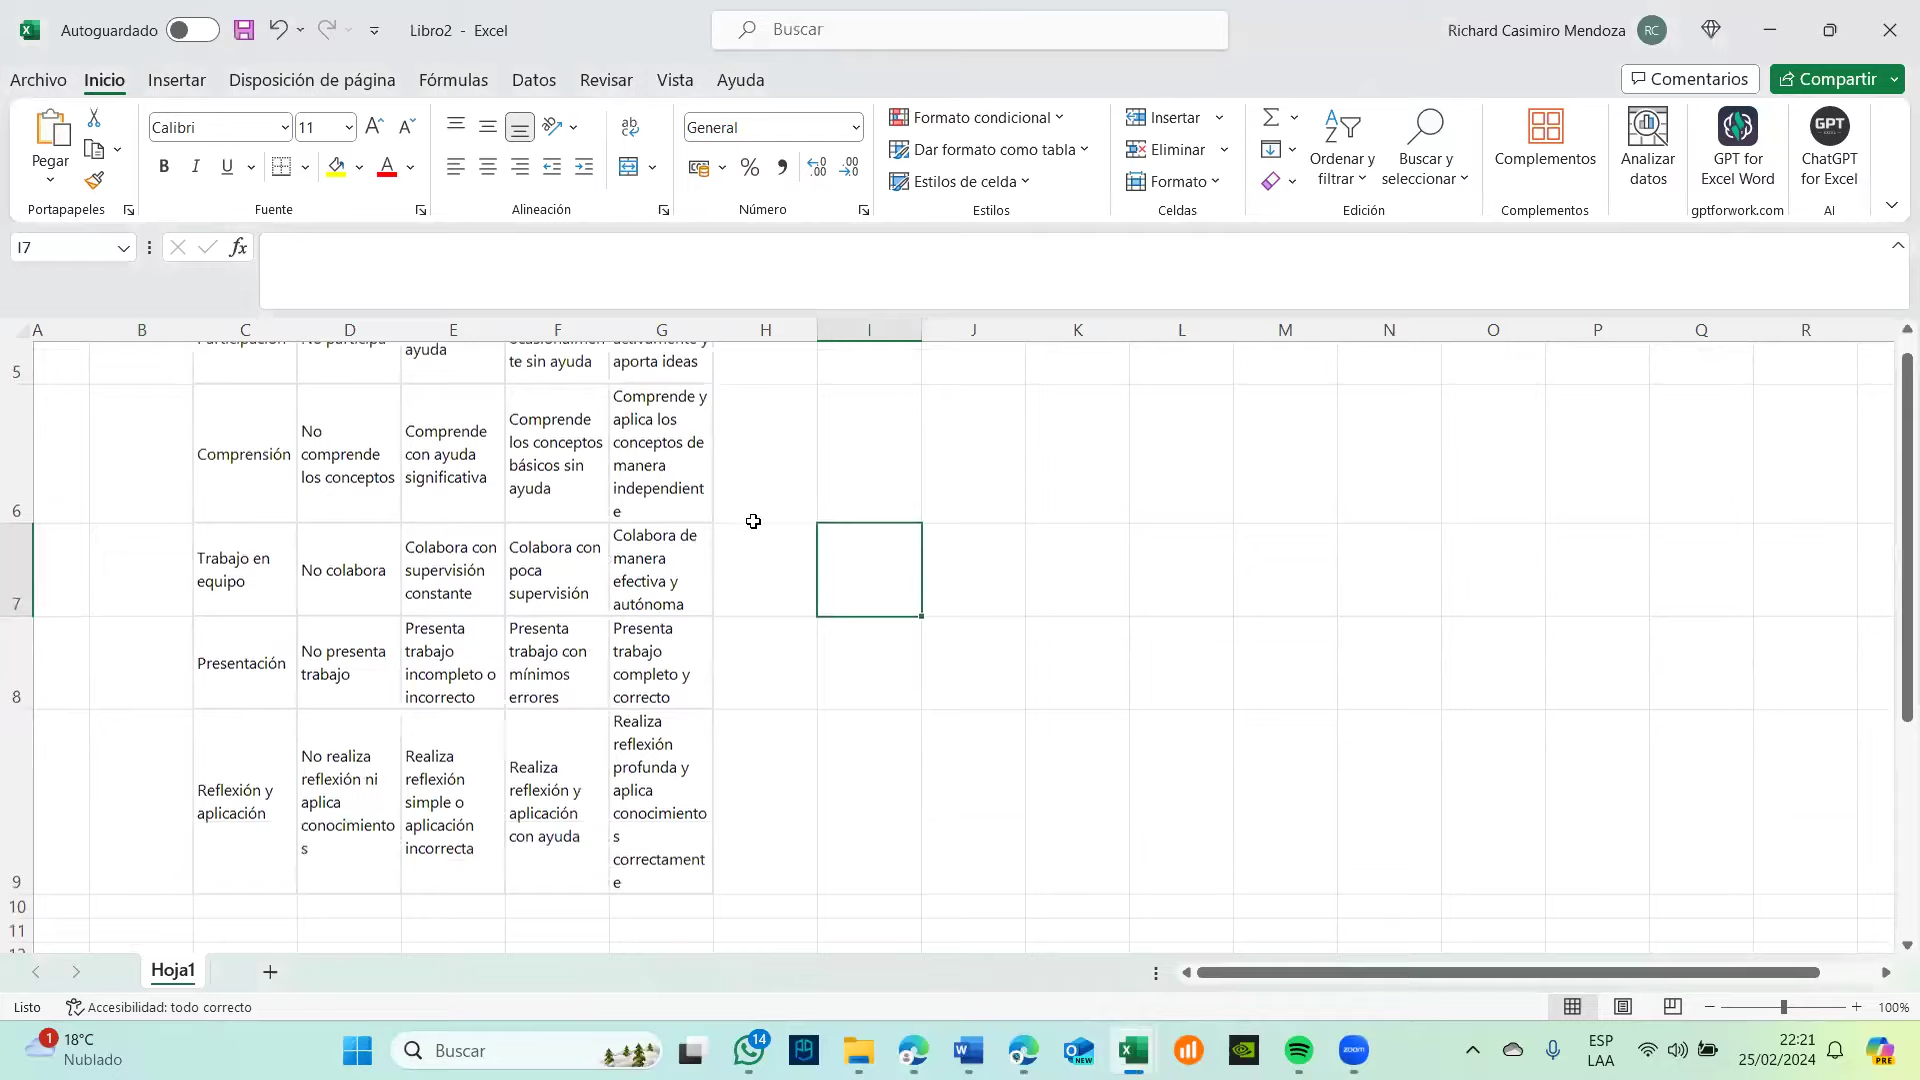 Autoguardado
Libro2 - Excel
Buscar
Richard Casimiro Mendoza
RC
Archivo
Inicio
Insertar
Disposición de página
Fórmulas
Datos
Revisar
Vista
Ayuda
Comentarios
Compartir
Pegar
Portapapeles
Calibri
11
Fuente
Alineación
General
Número
Formato condicional
Dar formato como tabla
Estilos de celda
Estilos
Insertar
Eliminar
Formato
Celdas
Ordenar y
filtrar
Buscar y
seleccionar
Edición
Complementos
Complementos
Analizar
datos
GPT for
Excel Word
gptforwork.com
GPT
ChatGPT
for Excel
AI
I7
fx
A B C D E F G H I J K L M N O P Q R
5
ayuda
te sin ayuda
activamente y
aporta ideas
6
Comprensión
No
comprende
los conceptos
Comprende
con ayuda
significativa
Comprende
los conceptos
básicos sin
ayuda
Comprende y
aplica los
conceptos de
manera
independient
e
7
Trabajo en
equipo
No colabora
Colabora con
supervisión
constante
Colabora con
poca
supervisión
Colabora de
manera
efectiva y
autónoma
8
Presentación
No presenta
trabajo
Presenta
trabajo
incompleto o
incorrecto
Presenta
trabajo con
mínimos
errores
Presenta
trabajo
completo y
correcto
9
Reflexión y
aplicación
No realiza
reflexión ni
aplica
conocimiento
s
Realiza
reflexión
simple o
aplicación
incorrecta
Realiza
reflexión y
aplicación
con ayuda
Realiza
reflexión
profunda y
aplica
conocimiento
s
correctament
e
10
11
Hoja1
Listo
Accesibilidad: todo correcto
100%
1
18°C
Nublado
Buscar
14
NEW
zoom
ESP
LAA
22:21
25/02/2024
PRE